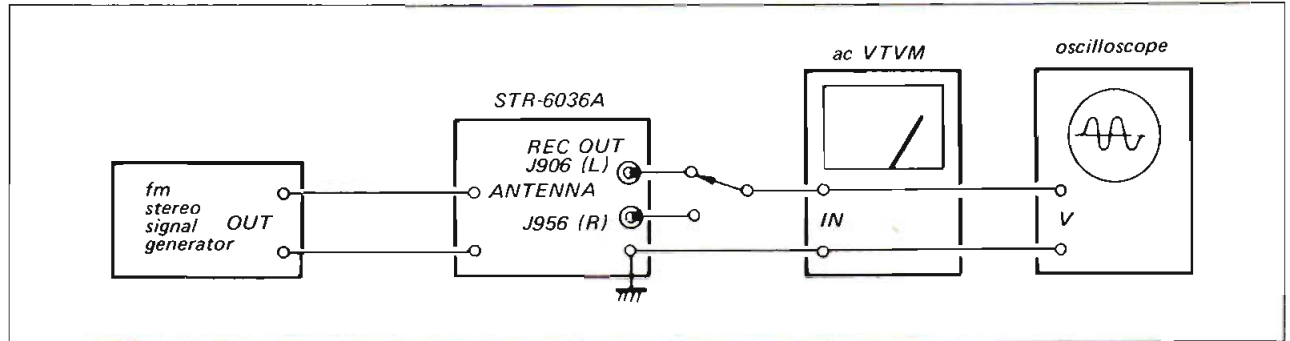 fm
stereo
signal
generator
OUT
STR-6036A
REC OUT
J906 (L)
ANTENNA
J956 (R)
ac VTVM
IN
oscilloscope
V